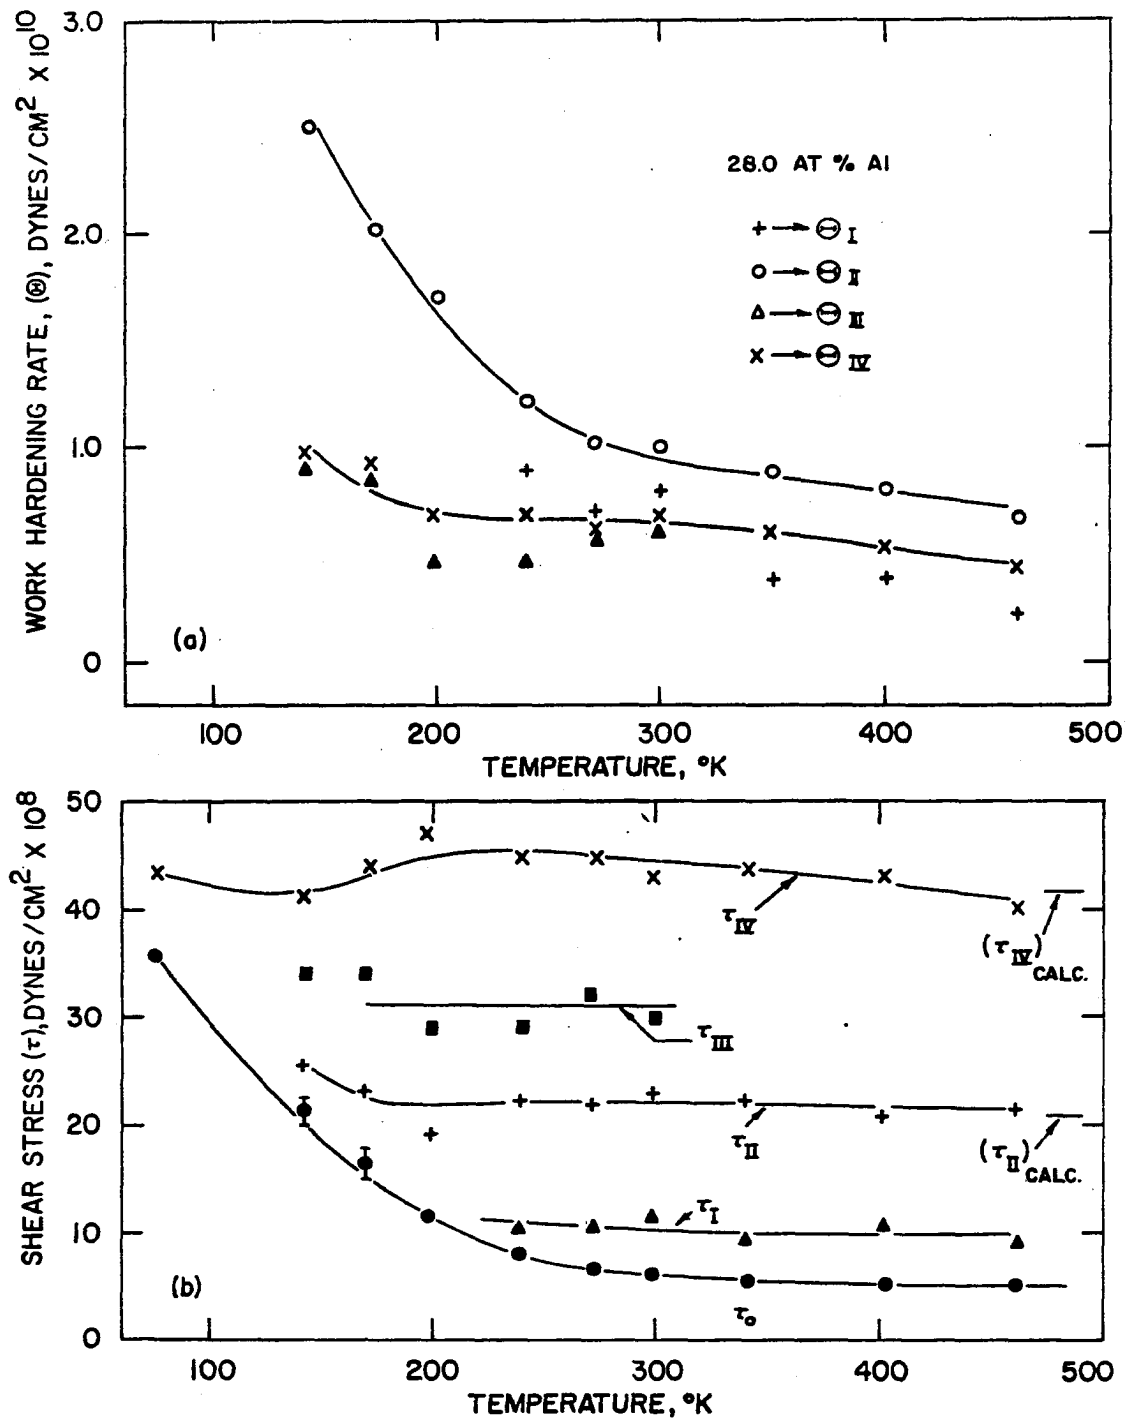 WORK HARDENING RATE, (Θ), DYNES/CM² X 10¹⁰
3.0
2.0
1.0
0
28.0 AT % Al
+ → Θ I
o → Θ II
Δ → Θ III
x → Θ IV
(a)
100 200 300 400 500
TEMPERATURE, °K
SHEAR STRESS (τ), DYNES/CM² X 10⁸
50
40
30
20
10
0
τ IV
(τ IV) CALC.
τ III
τ II
(τ II) CALC.
τ I
τ o
(b)
100 200 300 400 500
TEMPERATURE, °K